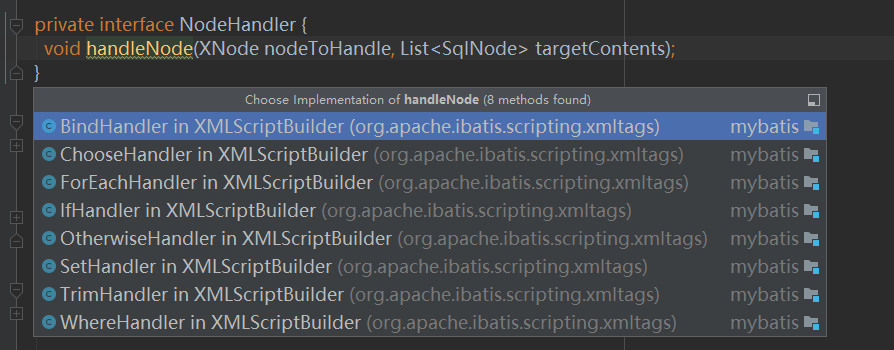 private interface NodeHandler {
void handleNode(XNode nodeToHandle, List<SqlNode> targetContents);
}
Choose Implementation of handleNode (8 methods found)
BindHandler in XMLScriptBuilder (org.apache.ibatis.scripting.xmltags) mybatis
ChooseHandler in XMLScriptBuilder (org.apache.ibatis.scripting.xmltags) mybatis
ForEachHandler in XMLScriptBuilder (org.apache.ibatis.scripting.xmltags) mybatis
IfHandler in XMLScriptBuilder (org.apache.ibatis.scripting.xmltags) mybatis
OtherwiseHandler in XMLScriptBuilder (org.apache.ibatis.scripting.xmltags) mybatis
SetHandler in XMLScriptBuilder (org.apache.ibatis.scripting.xmltags) mybatis
TrimHandler in XMLScriptBuilder (org.apache.ibatis.scripting.xmltags) mybatis
WhereHandler in XMLScriptBuilder (org.apache.ibatis.scripting.xmltags) mybatis